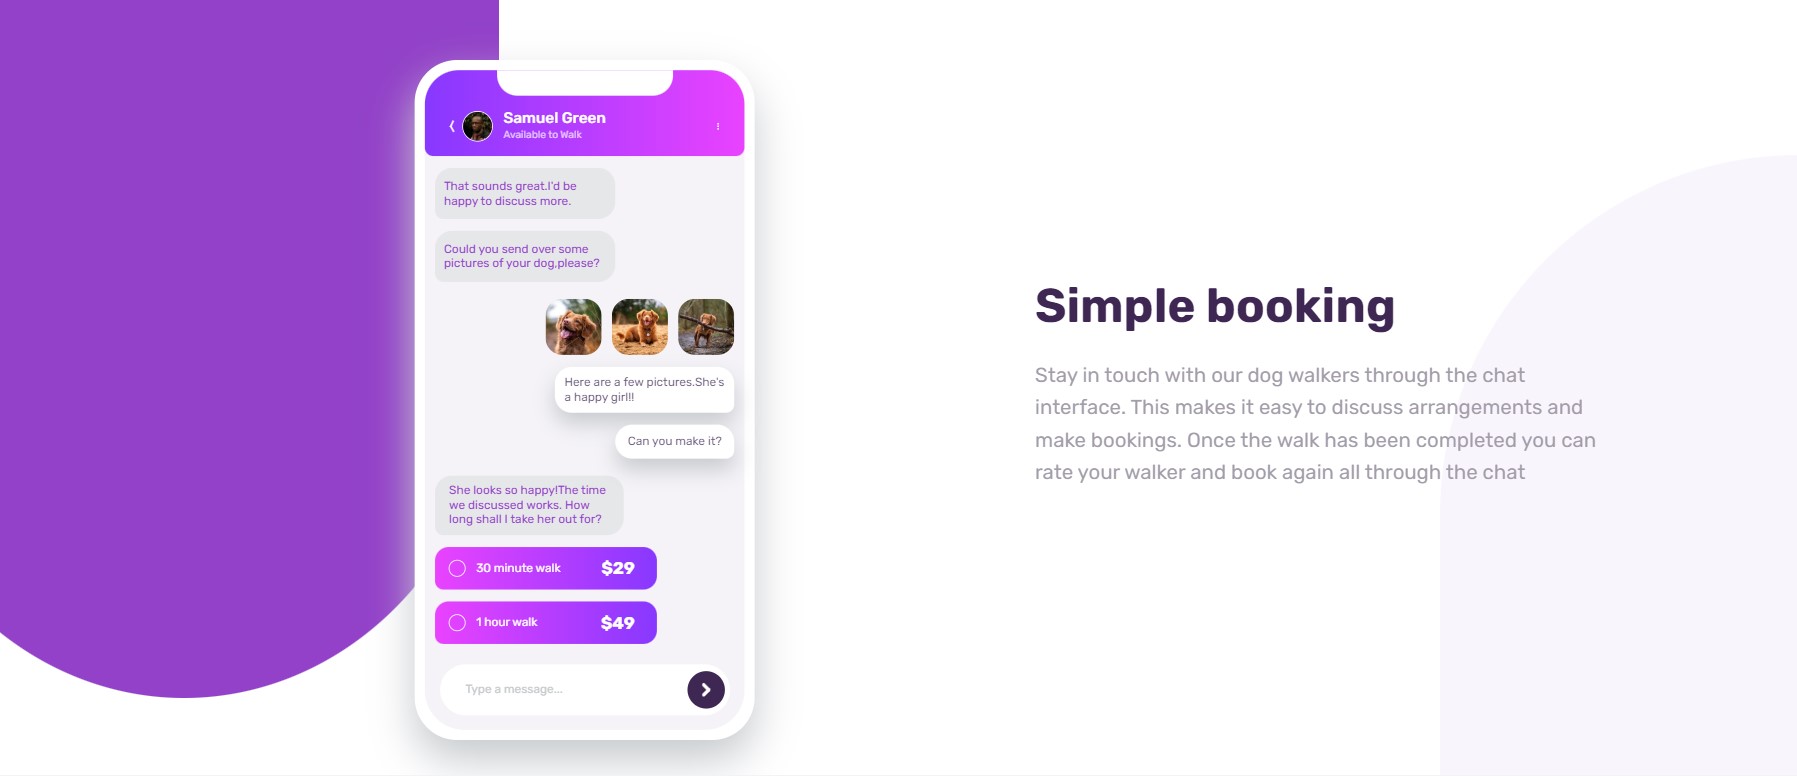 Samuel Green
Available to Walk
That sounds great.I'd be
happy to discuss more.
Could you send over some
pictures of your dog,please?
Here are a few pictures.She's
a happy girl!!
Can you make it?
She looks so happy!The time
we discussed works. How
long shall I take her out for?
30 minute walk $29
1 hour walk $49
Type a message...
Simple booking
Stay in touch with our dog walkers through the chat
interface. This makes it easy to discuss arrangements and
make bookings. Once the walk has been completed you can
rate your walker and book again all through the chat